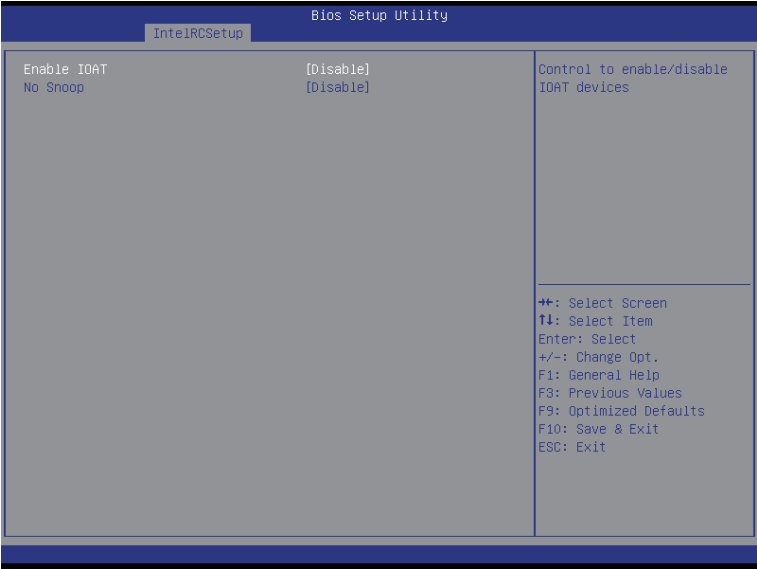 Bios Setup Utility
IntelRCSetup
Enable IOAT [Disable]
No Snoop [Disable]
Control to enable/disable
IOAT devices
→←: Select Screen
↑↓: Select Item
Enter: Select
+/-: Change Opt.
F1: General Help
F3: Previous Values
F9: Optimized Defaults
F10: Save & Exit
ESC: Exit